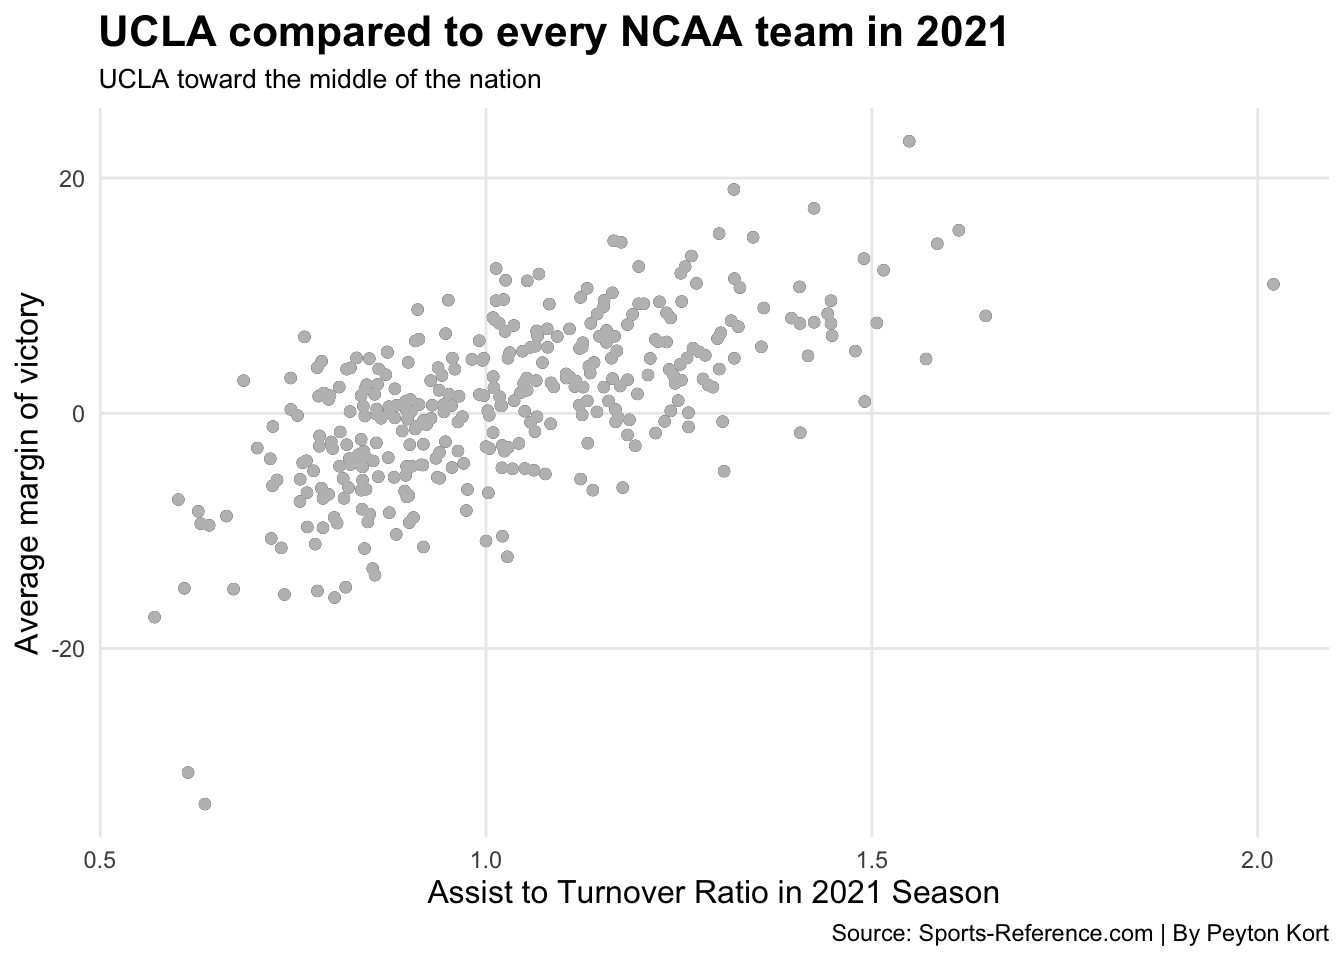 UCLA compared to every NCAA team in 2021
UCLA toward the middle of the nation
Average margin of victory
20
0
-20
0.5 1.0 1.5 2.0
Assist to Turnover Ratio in 2021 Season
Source: Sports-Reference.com | By Peyton Kort